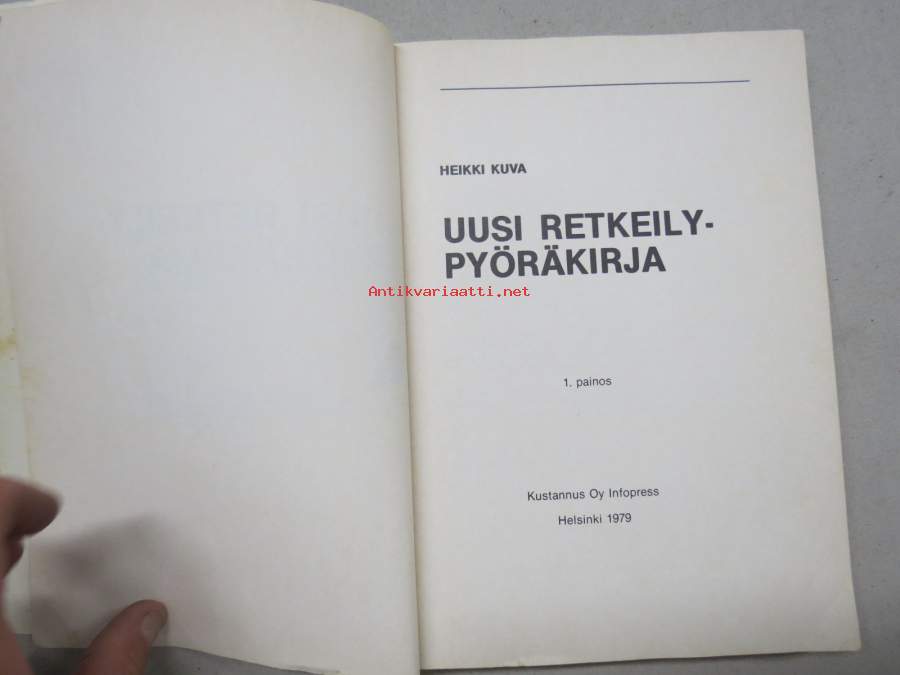 HEIKKI KUVA
UUSI RETKEILY-
PYÖRÄKIRJA
Antikvariaatti.net
1. painos
Kustannus Oy Infopress
Helsinki 1979